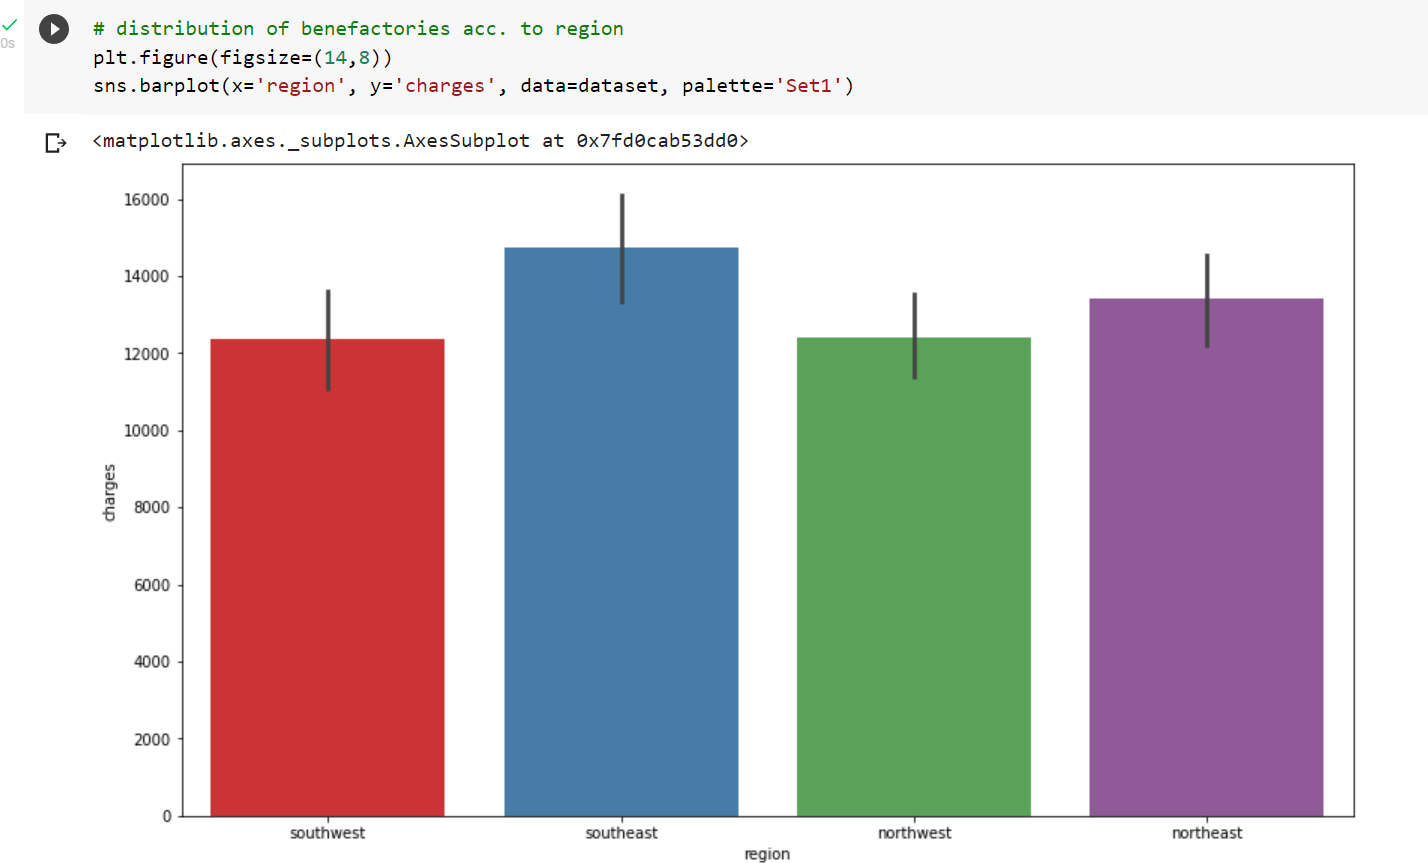 # distribution of benefactories acc. to region
0s
plt.figure(figsize=(14,8))
sns.barplot(x='region', y='charges', data=dataset, palette='Set1')
<matplotlib.axes._subplots.AxesSubplot at 0x7fd0cab53dd0>
16000
14000
12000
10000
8000
6000
4000
2000
0
charges
southwest southeast northwest northeast
region